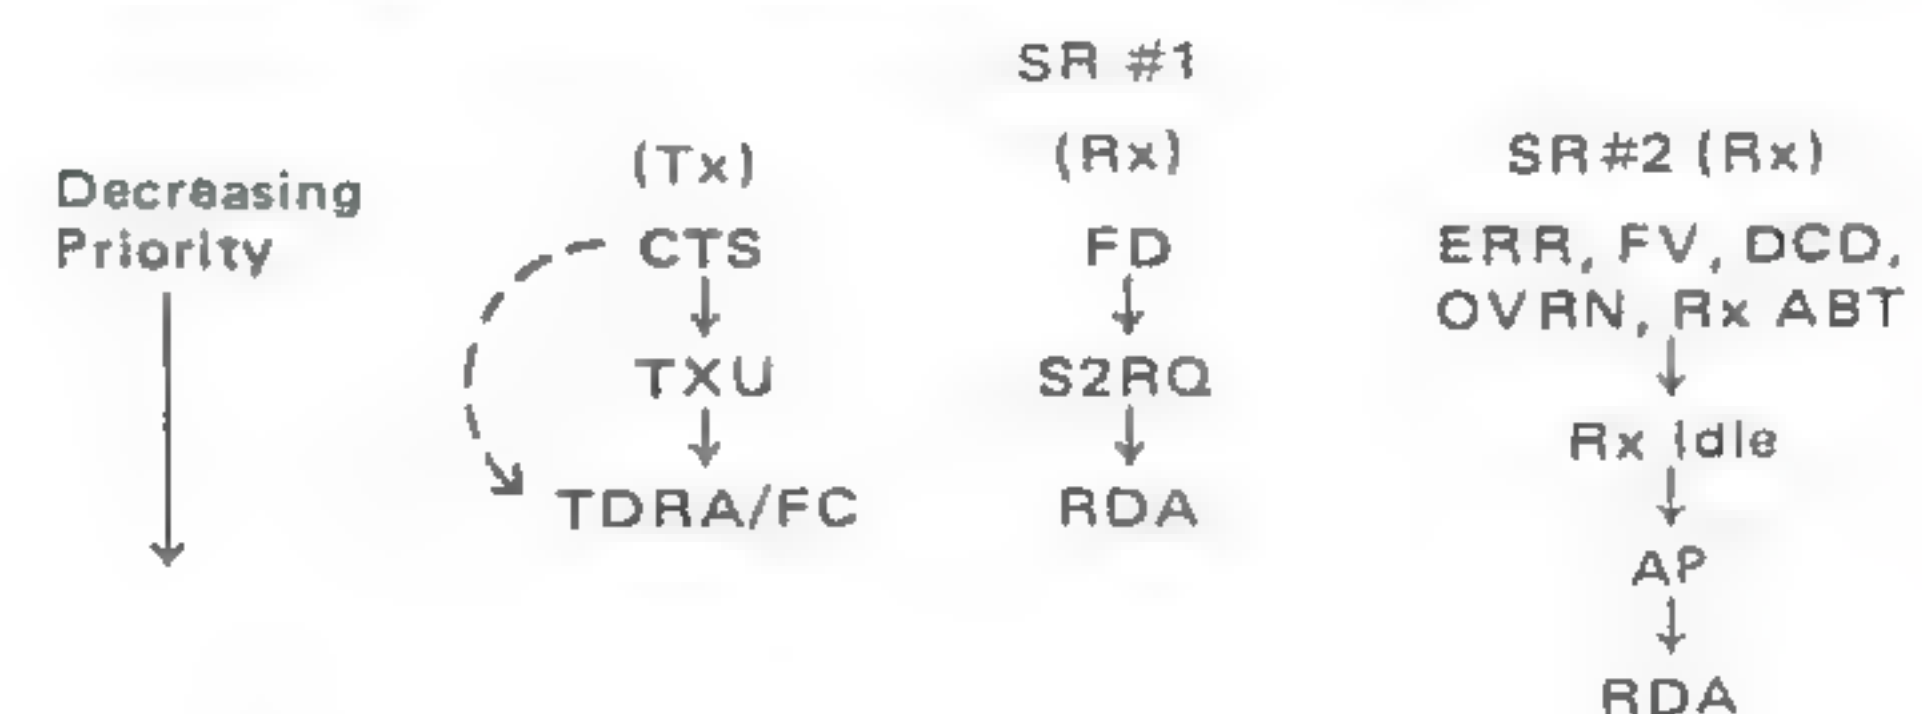 SR #1
Decreasing
Priority
(Tx)
CTS
TXU
TDRA/FC
(Rx)
FD
S2RQ
RDA
SR#2 (Rx)
ERR, FV, DCD,
OVRN, Rx ABT
Rx Idle
AP
RDA